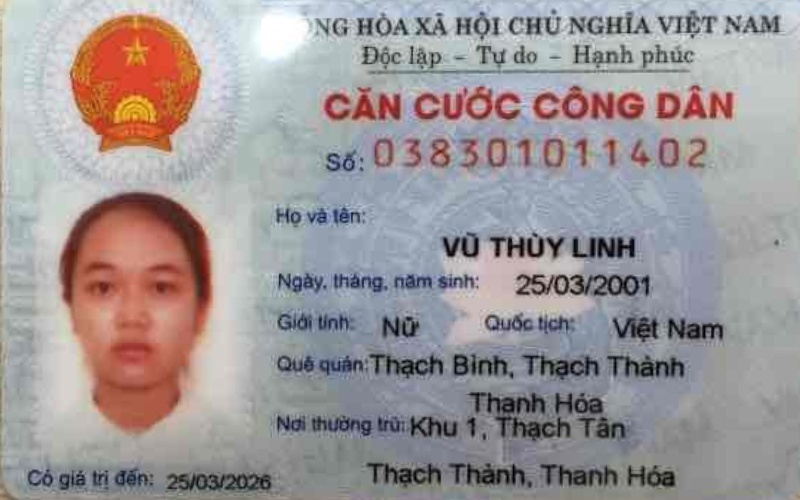 CỘNG HÒA XÃ HỘI CHỦ NGHĨA VIỆT NAM
Độc lập – Tự do – Hạnh phúc
CĂN CƯỚC CÔNG DÂN
Số: 038301011402
Họ và tên:
VŨ THÙY LINH
Ngày, tháng, năm sinh: 25/03/2001
Giới tính: Nữ Quốc tịch: Việt Nam
Quê quán: Thạch Bình, Thạch Thành
Thanh Hóa
Nơi thường trú: Khu 1, Thạch Tân
Thạch Thành, Thanh Hóa
Có giá trị đến: 25/03/2026